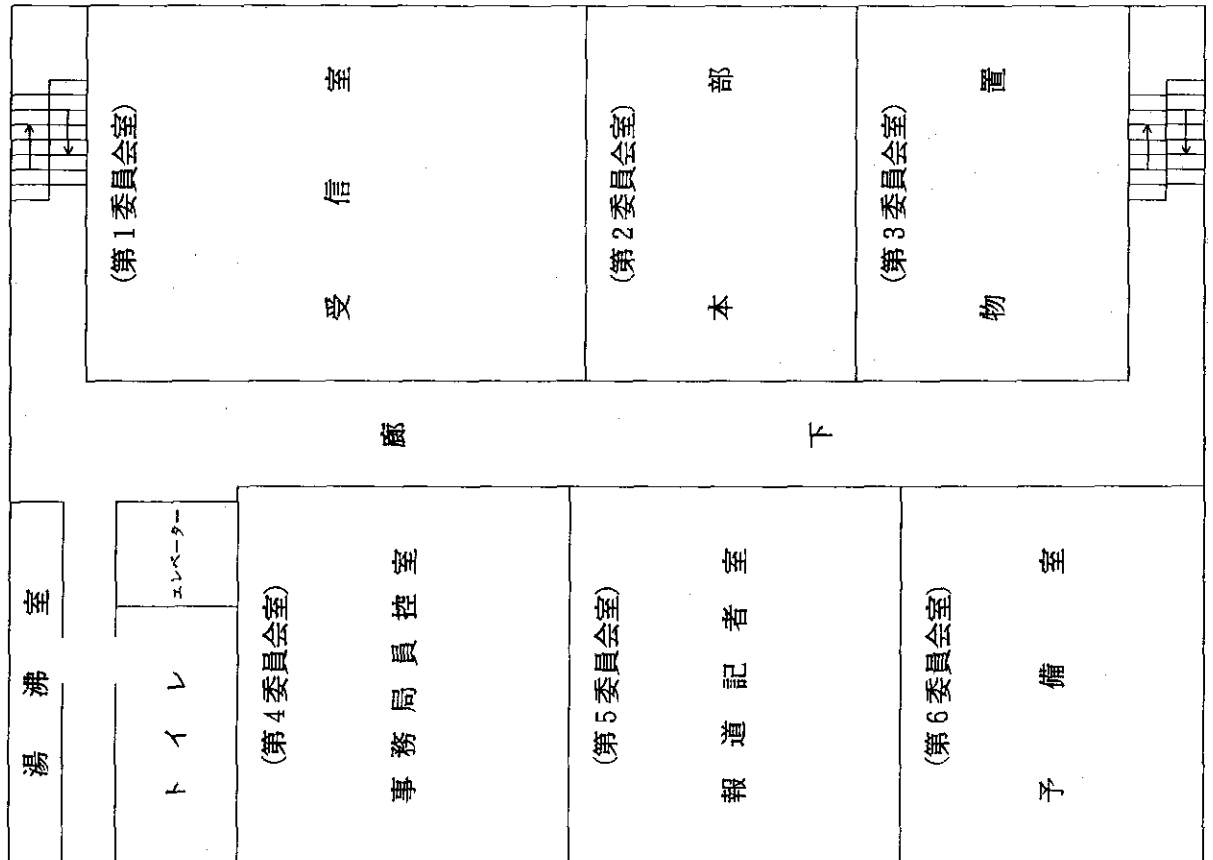 (第1委員会室)
受信室
(第2委員会室)
本部
(第3委員会室)
物置
廊下
湯沸室
エレベーター
トイレ
(第4委員会室)
事務局員控室
(第5委員会室)
報道記者室
(第6委員会室)
予備室